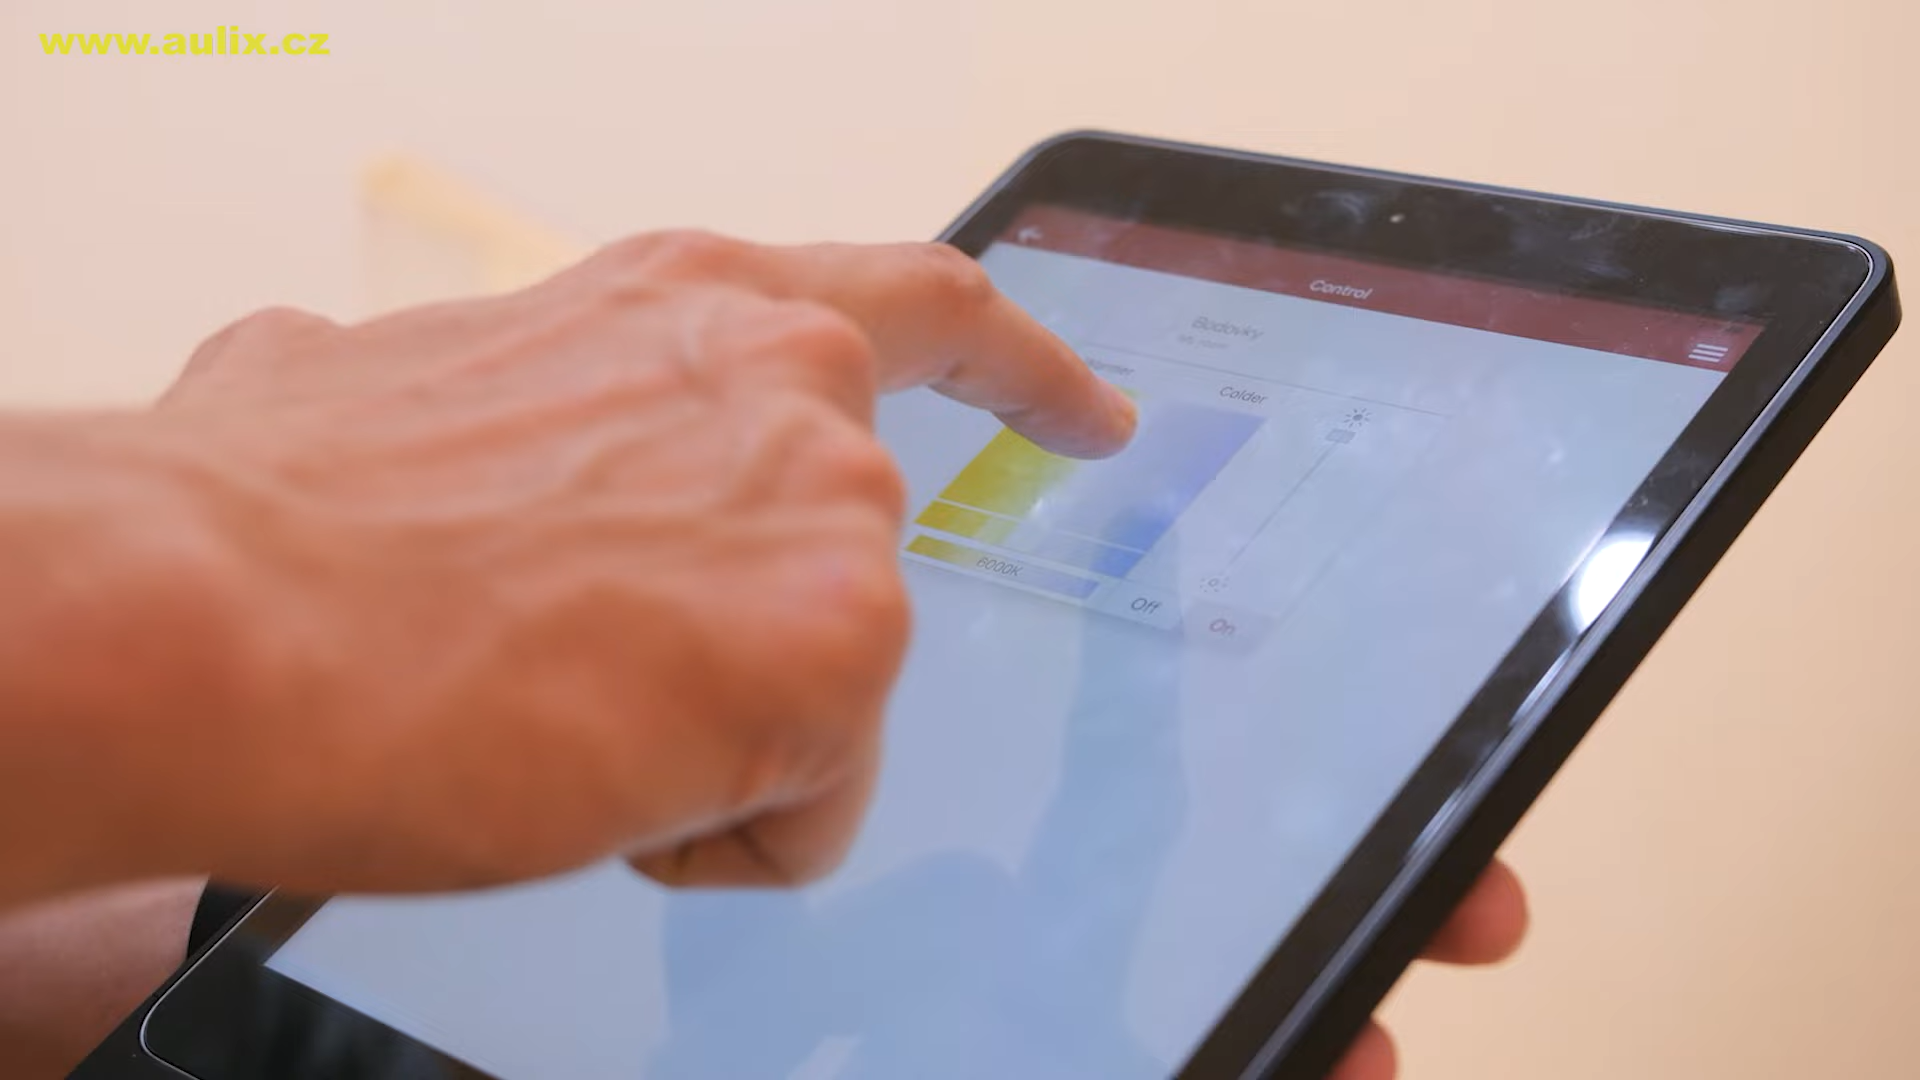 www.aulix.cz
Control
Bodovky
Colder
6000K
Off
On